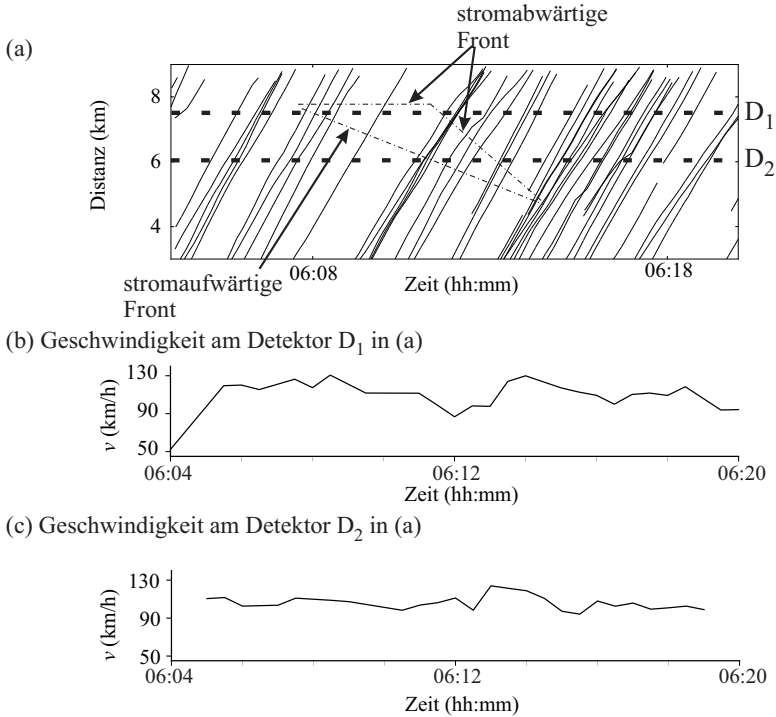 stromabwärtige
Front
(a)
8
6
4
Distanz (km)
D1
D2
06:08
06:18
Zeit (hh:mm)
stromaufwärtige
Front
(b) Geschwindigkeit am Detektor D1 in (a)
130
90
50
v (km/h)
06:04
06:12
06:20
Zeit (hh:mm)
(c) Geschwindigkeit am Detektor D2 in (a)
130
90
50
v (km/h)
06:04
06:12
06:20
Zeit (hh:mm)